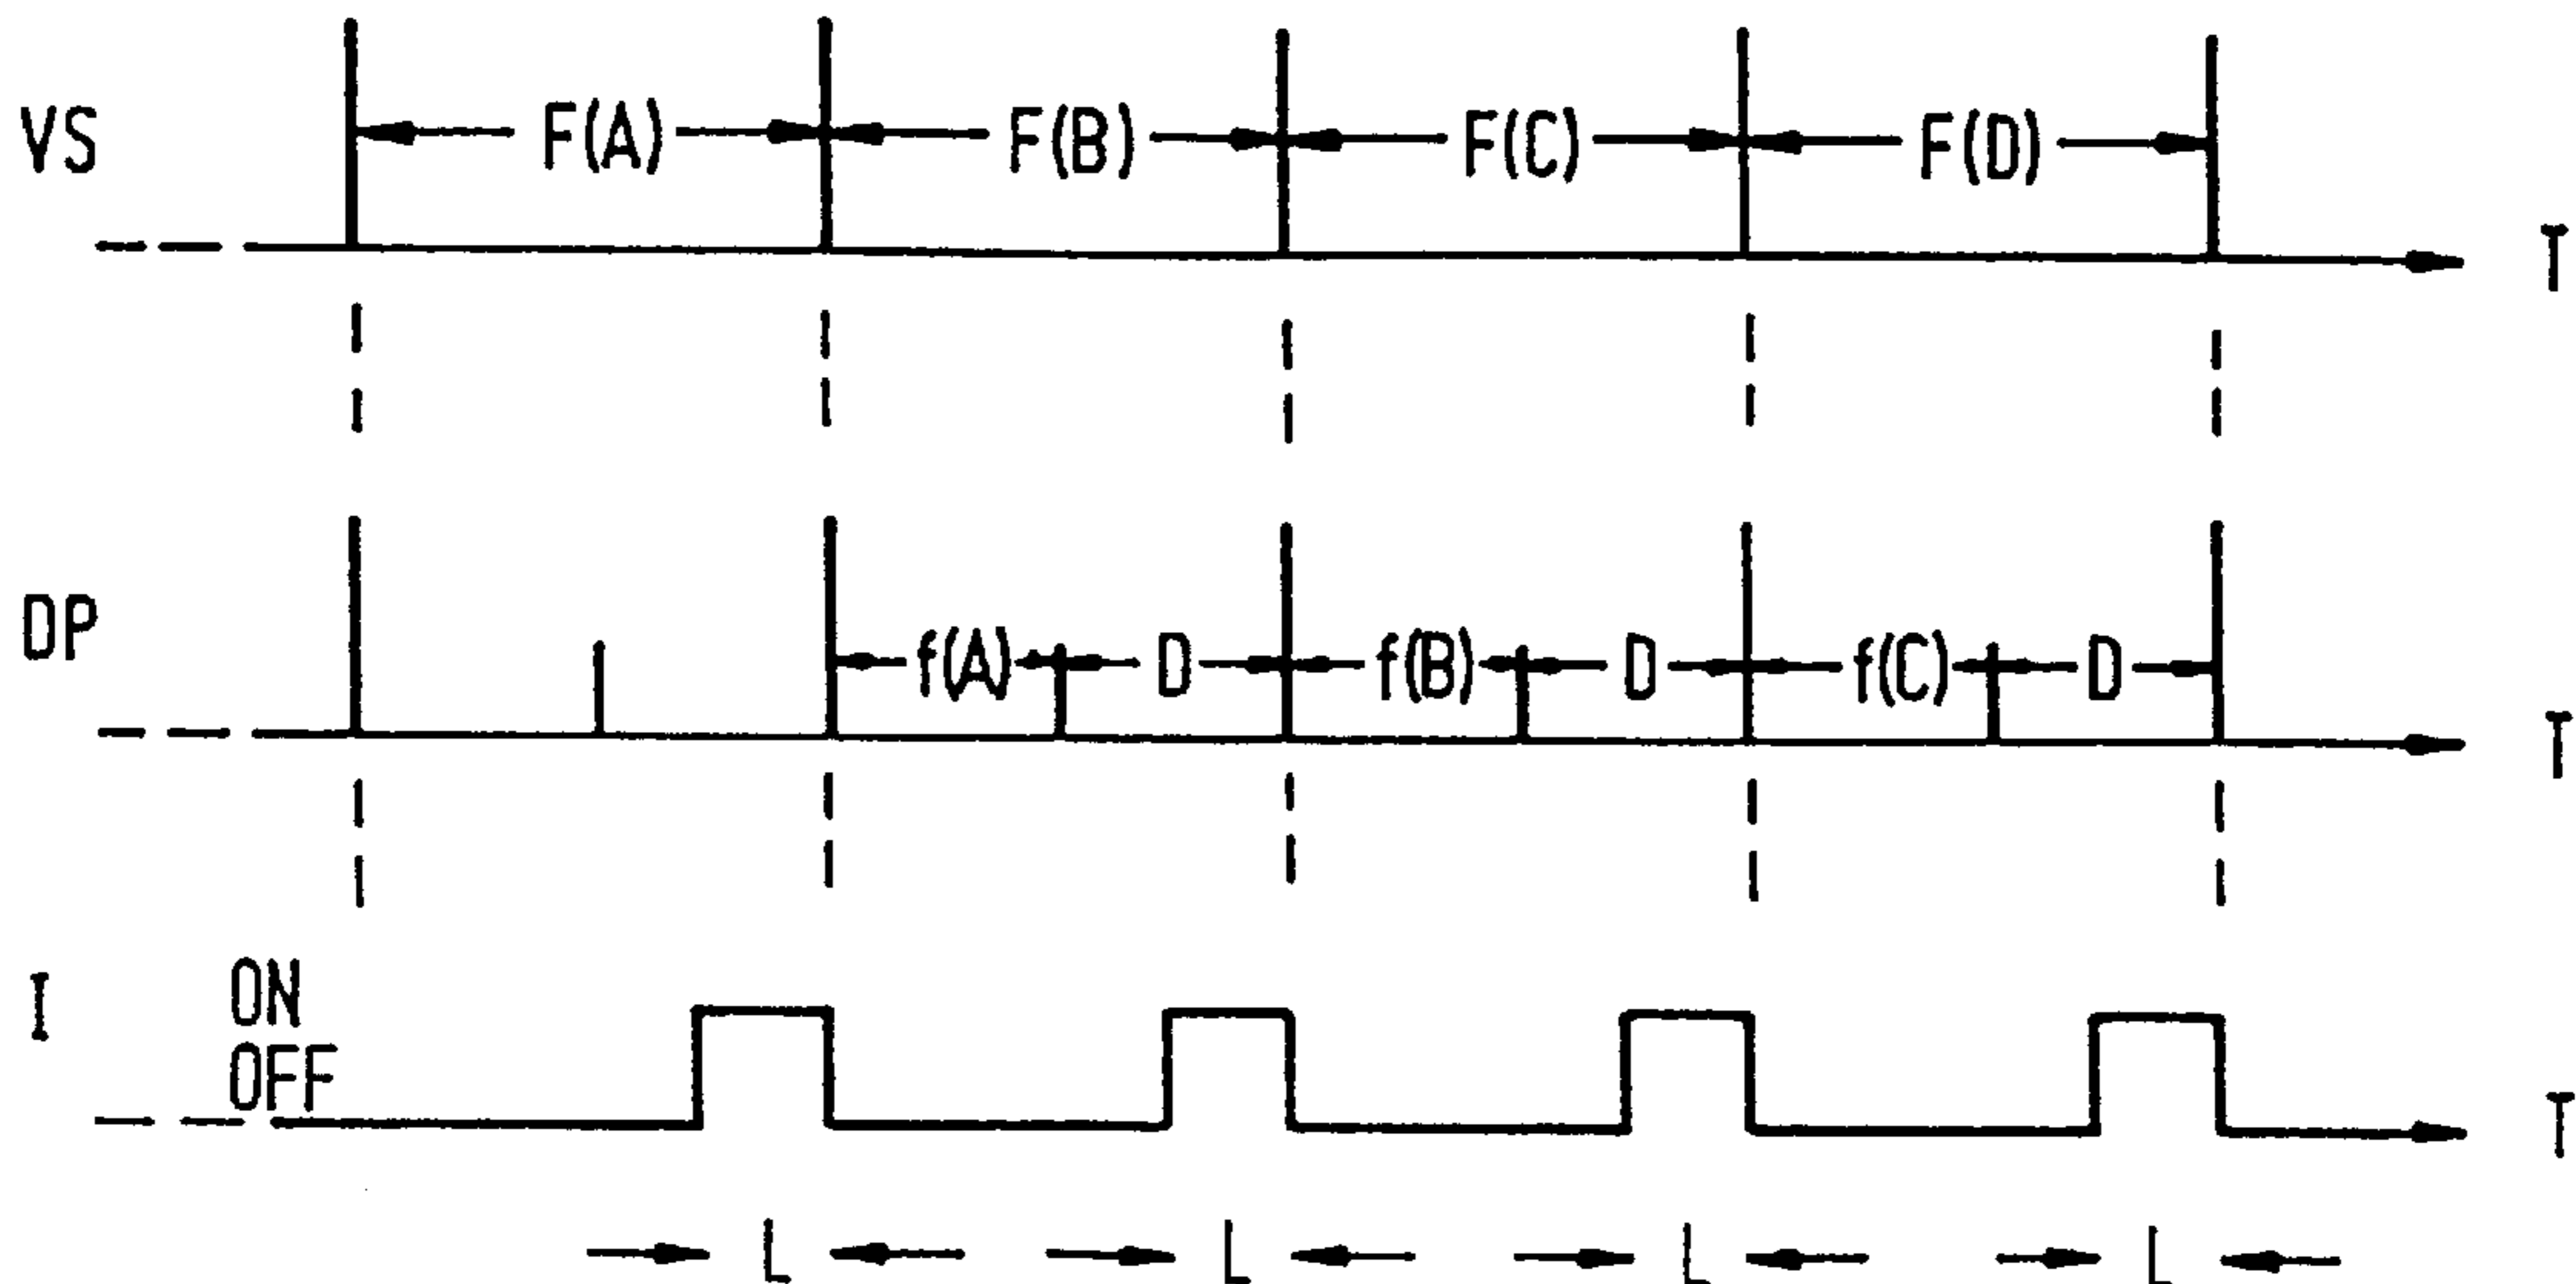 VS F(A) F(B) F(C) F(D) T
DP f(A) D f(B) D f(C) D T
I ON
OFF T
L L L L